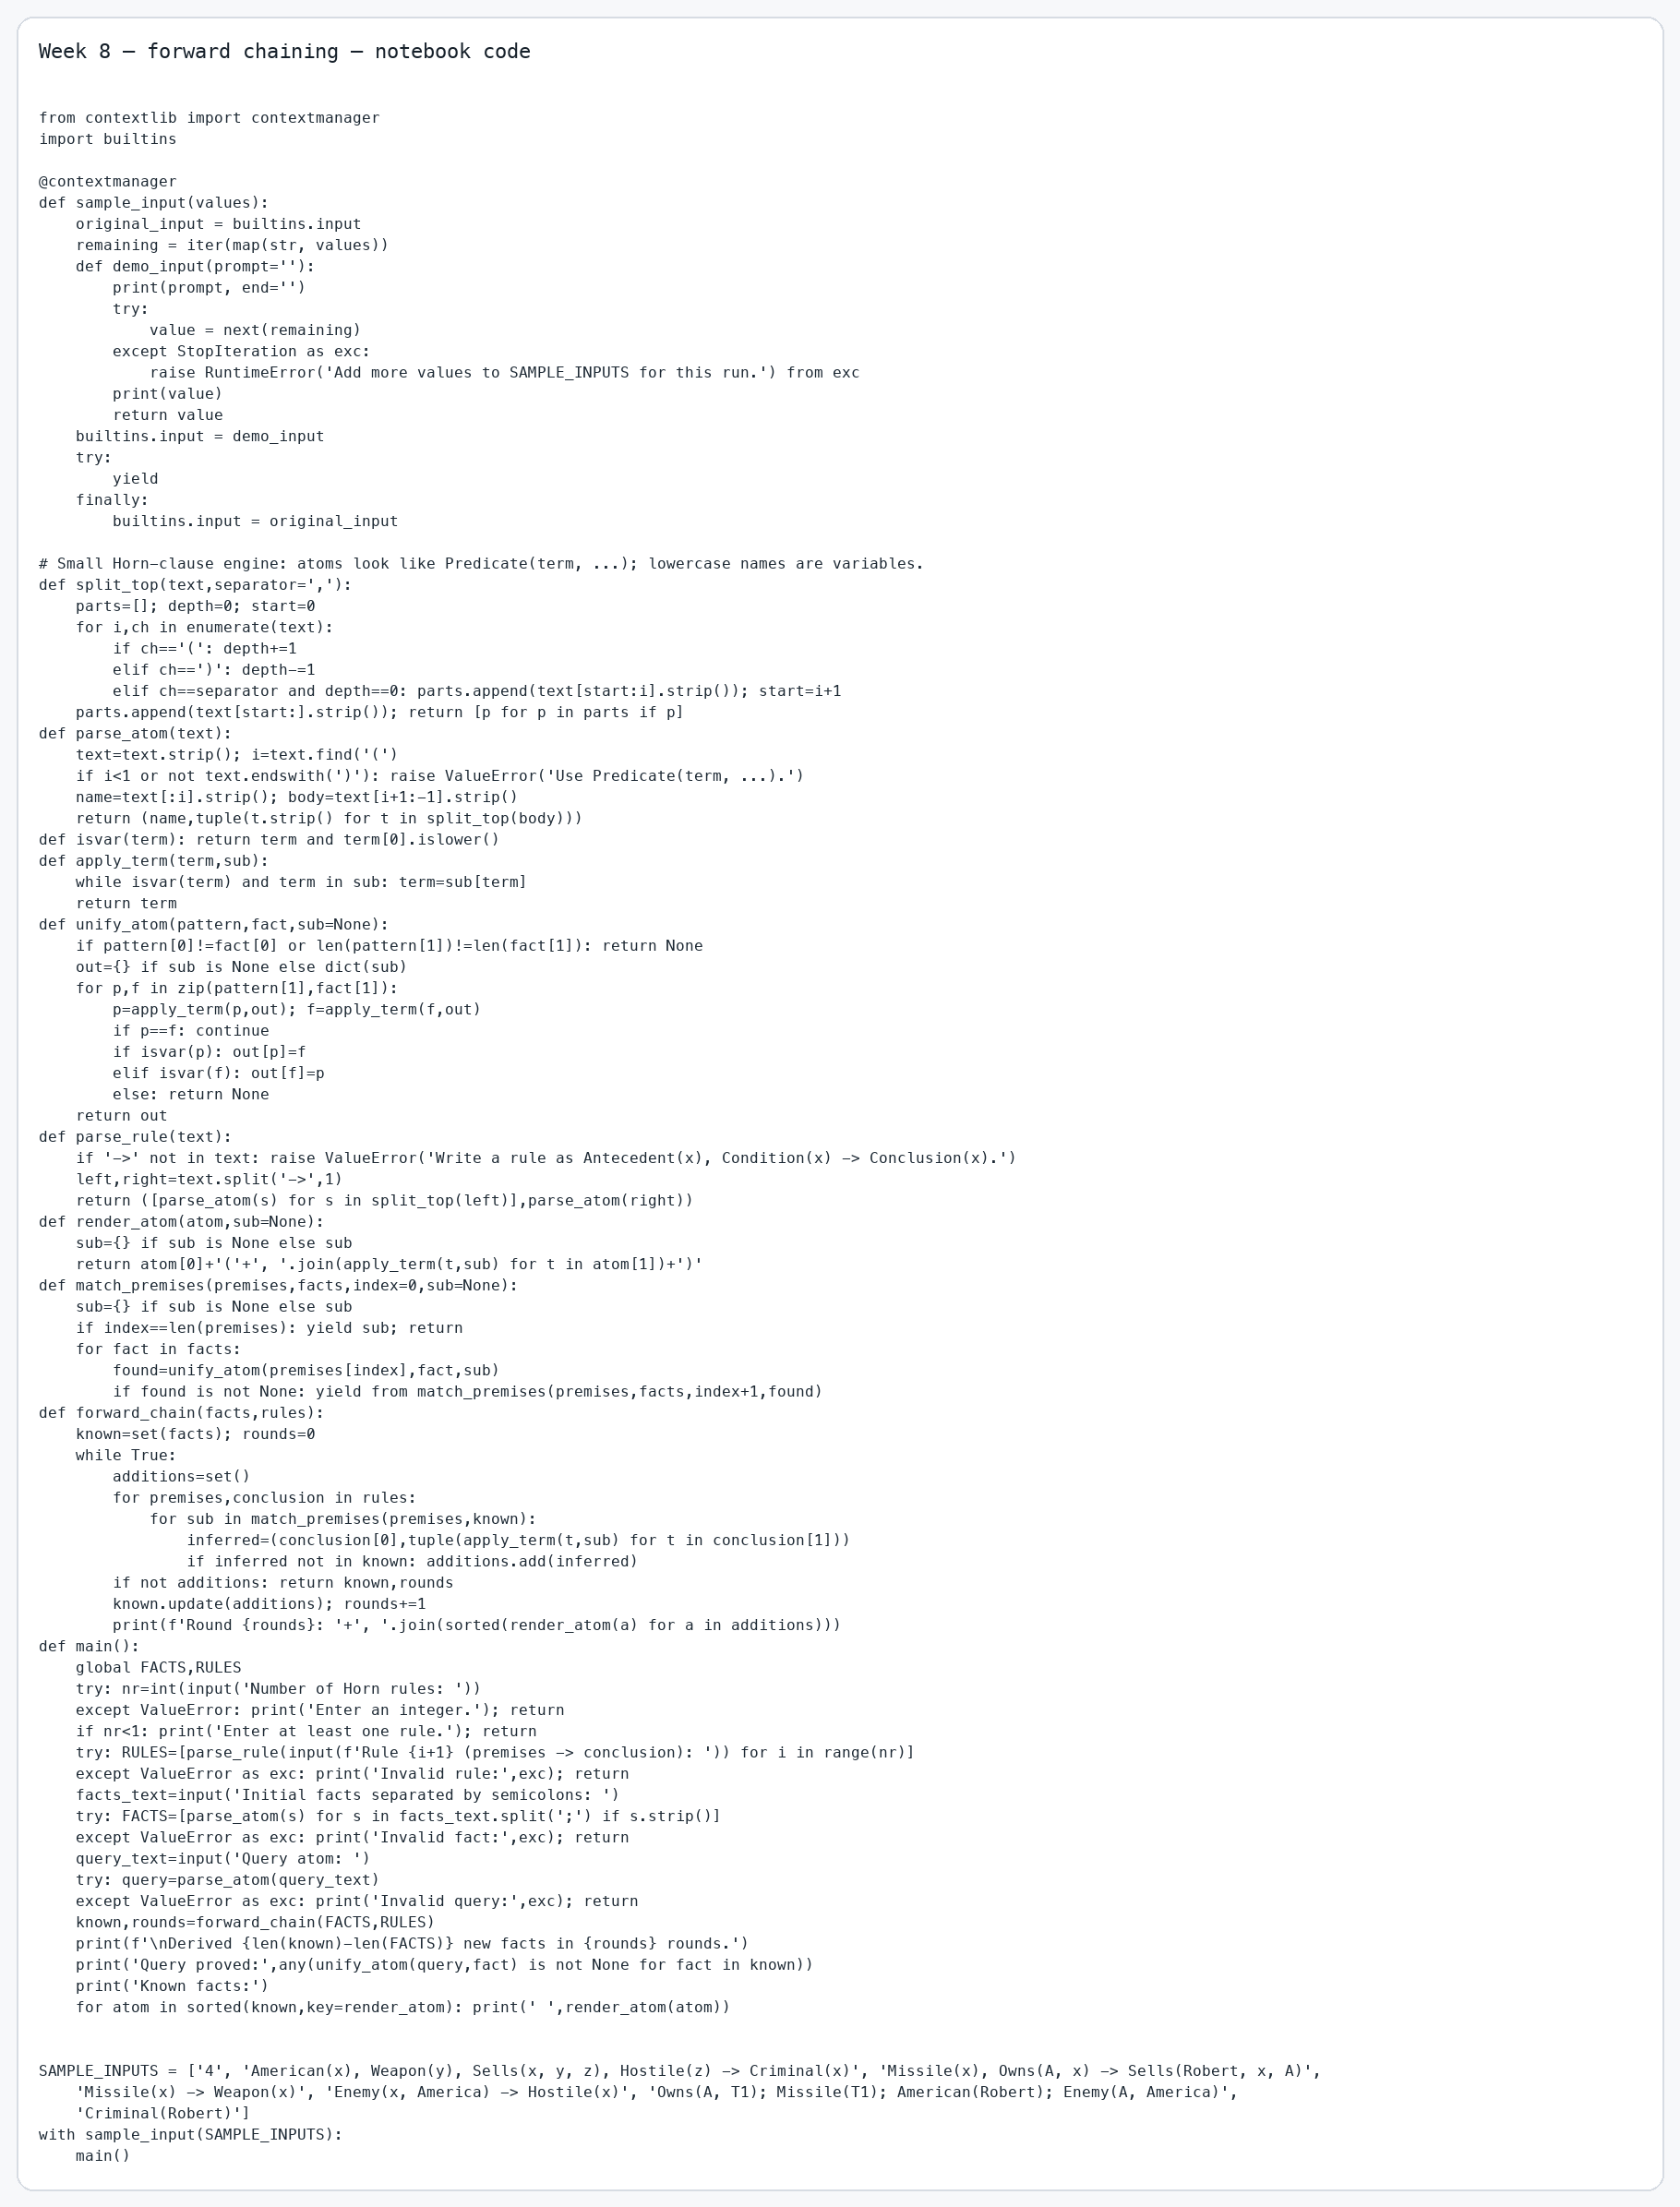 Week 8 — forward chaining — notebook code
from contextlib import contextmanager
import builtins
@contextmanager
def sample_input(values):
    original_input = builtins.input
    remaining = iter(map(str, values))
    def demo_input(prompt=''):
        print(prompt, end='')
        try:
            value = next(remaining)
        except StopIteration as exc:
            raise RuntimeError('Add more values to SAMPLE_INPUTS for this run.') from exc
        print(value)
        return value
    builtins.input = demo_input
    try:
        yield
    finally:
        builtins.input = original_input
# Small Horn-clause engine: atoms look like Predicate(term, ...); lowercase names are variables.
def split_top(text,separator=','):
    parts=[]; depth=0; start=0
    for i,ch in enumerate(text):
        if ch=='(': depth+=1
        elif ch==')': depth-=1
        elif ch==separator and depth==0: parts.append(text[start:i].strip()); start=i+1
    parts.append(text[start:].strip()); return [p for p in parts if p]
def parse_atom(text):
    text=text.strip(); i=text.find('(')
    if i<1 or not text.endswith(')'): raise ValueError('Use Predicate(term, ...).')
    name=text[:i].strip(); body=text[i+1:-1].strip()
    return (name,tuple(t.strip() for t in split_top(body)))
def isvar(term): return term and term[0].islower()
def apply_term(term,sub):
    while isvar(term) and term in sub: term=sub[term]
    return term
def unify_atom(pattern,fact,sub=None):
    if pattern[0]!=fact[0] or len(pattern[1])!=len(fact[1]): return None
    out={} if sub is None else dict(sub)
    for p,f in zip(pattern[1],fact[1]):
        p=apply_term(p,out); f=apply_term(f,out)
        if p==f: continue
        if isvar(p): out[p]=f
        elif isvar(f): out[f]=p
        else: return None
    return out
def parse_rule(text):
    if '->' not in text: raise ValueError('Write a rule as Antecedent(x), Condition(x) -> Conclusion(x).')
    left,right=text.split('->',1)
    return ([parse_atom(s) for s in split_top(left)],parse_atom(right))
def render_atom(atom,sub=None):
    sub={} if sub is None else sub
    return atom[0]+'('+', '.join(apply_term(t,sub) for t in atom[1])+')'
def match_premises(premises,facts,index=0,sub=None):
    sub={} if sub is None else sub
    if index==len(premises): yield sub; return
    for fact in facts:
        found=unify_atom(premises[index],fact,sub)
        if found is not None: yield from match_premises(premises,facts,index+1,found)
def forward_chain(facts,rules):
    known=set(facts); rounds=0
    while True:
        additions=set()
        for premises,conclusion in rules:
            for sub in match_premises(premises,known):
                inferred=(conclusion[0],tuple(apply_term(t,sub) for t in conclusion[1]))
                if inferred not in known: additions.add(inferred)
        if not additions: return known,rounds
        known.update(additions); rounds+=1
        print(f'Round {rounds}: '+', '.join(sorted(render_atom(a) for a in additions)))
def main():
    global FACTS,RULES
    try: nr=int(input('Number of Horn rules: '))
    except ValueError: print('Enter an integer.'); return
    if nr<1: print('Enter at least one rule.'); return
    try: RULES=[parse_rule(input(f'Rule {i+1} (premises -> conclusion): ')) for i in range(nr)]
    except ValueError as exc: print('Invalid rule:',exc); return
    facts_text=input('Initial facts separated by semicolons: ')
    try: FACTS=[parse_atom(s) for s in facts_text.split(';') if s.strip()]
    except ValueError as exc: print('Invalid fact:',exc); return
    query_text=input('Query atom: ')
    try: query=parse_atom(query_text)
    except ValueError as exc: print('Invalid query:',exc); return
    known,rounds=forward_chain(FACTS,RULES)
    print(f'\nDerived {len(known)-len(FACTS)} new facts in {rounds} rounds.')
    print('Query proved:',any(unify_atom(query,fact) is not None for fact in known))
    print('Known facts:')
    for atom in sorted(known,key=render_atom): print(' ',render_atom(atom))
SAMPLE_INPUTS = ['4', 'American(x), Weapon(y), Sells(x, y, z), Hostile(z) -> Criminal(x)', 'Missile(x), Owns(A, x) -> Sells(Robert, x, A)',
    'Missile(x) -> Weapon(x)', 'Enemy(x, America) -> Hostile(x)', 'Owns(A, T1); Missile(T1); American(Robert); Enemy(A, America)',
    'Criminal(Robert)']
with sample_input(SAMPLE_INPUTS):
    main()